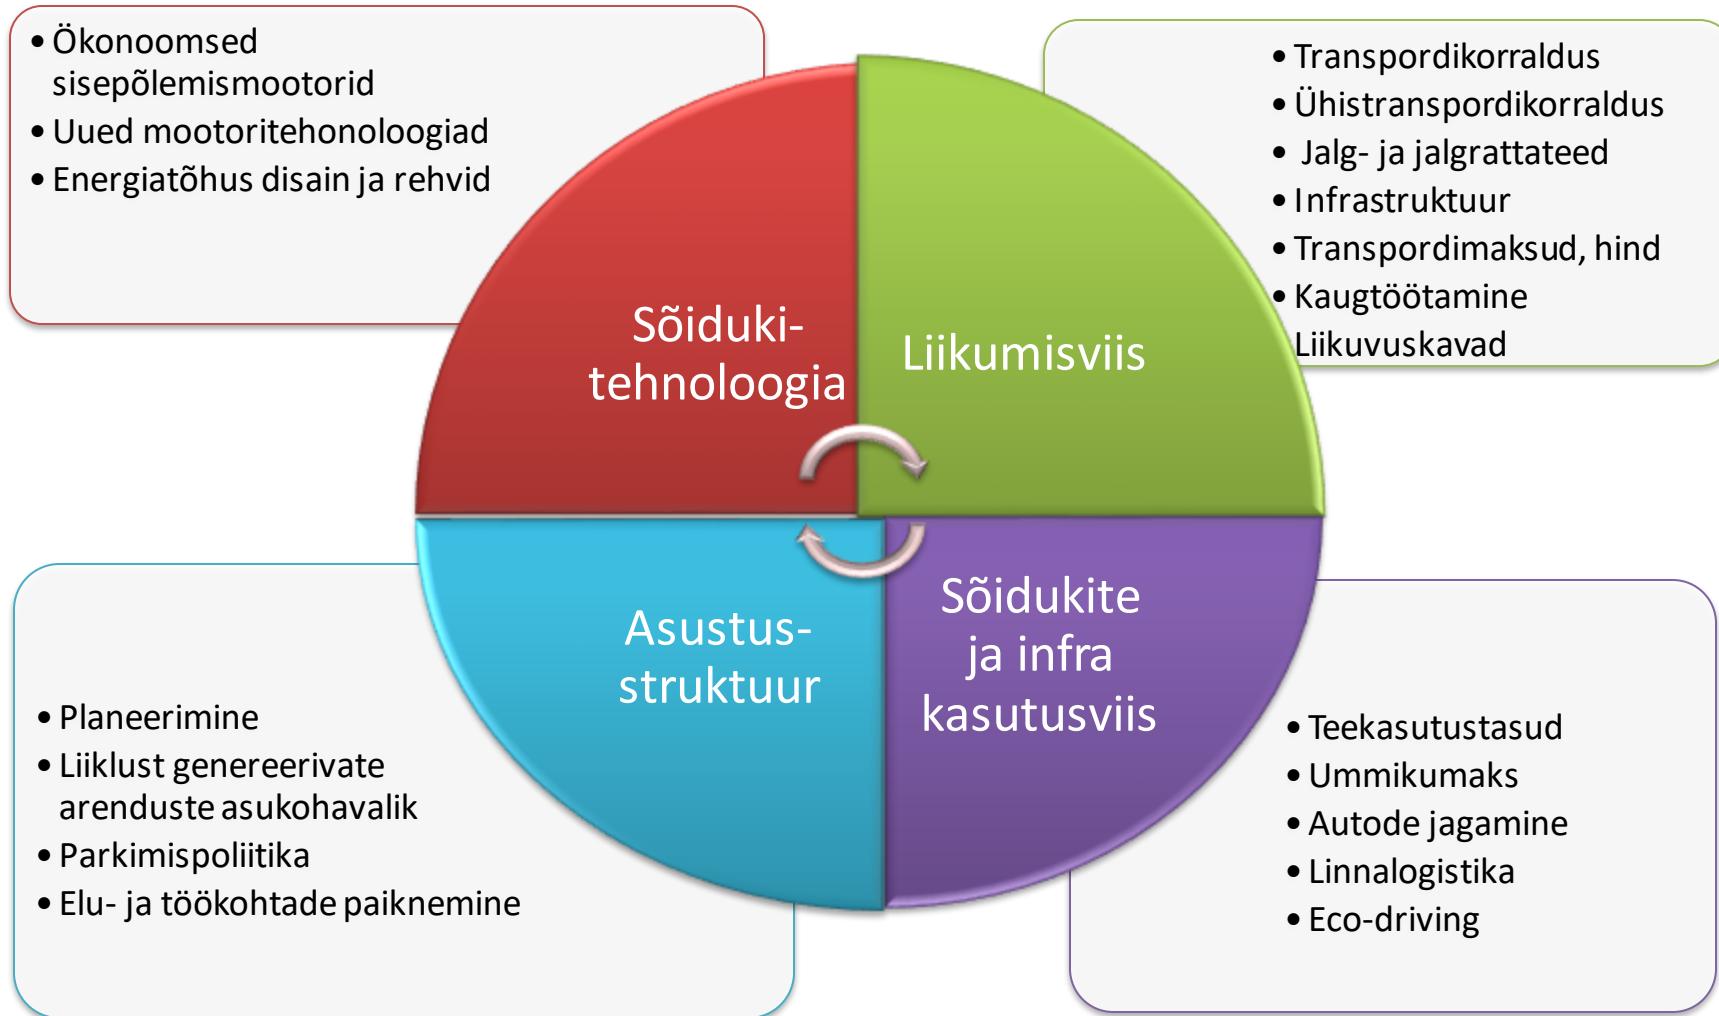 • Ökonoomsed
sisepõlemismootorid
• Uued mootoritehonoloogiad
• Energiatõhus disain ja rehvid
• Transpordikorraldus
• Ühistranspordikorraldus
• Jalg- ja jalgrattateed
• Infrastruktuur
• Transpordimaksud, hind
• Kaugtöötamine
Liikuvuskavad
Sõiduki-
tehnoloogia
Liikumisviis
Asustus-
struktuur
Sõidukite
ja infra
kasutusviis
• Planeerimine
• Liiklust genereerivate
arenduste asukohavalik
• Parkimispoliitika
• Elu- ja töökohtade paiknemine
• Teekasutustasud
• Ummikumaks
• Autode jagamine
• Linnalogistika
• Eco-driving